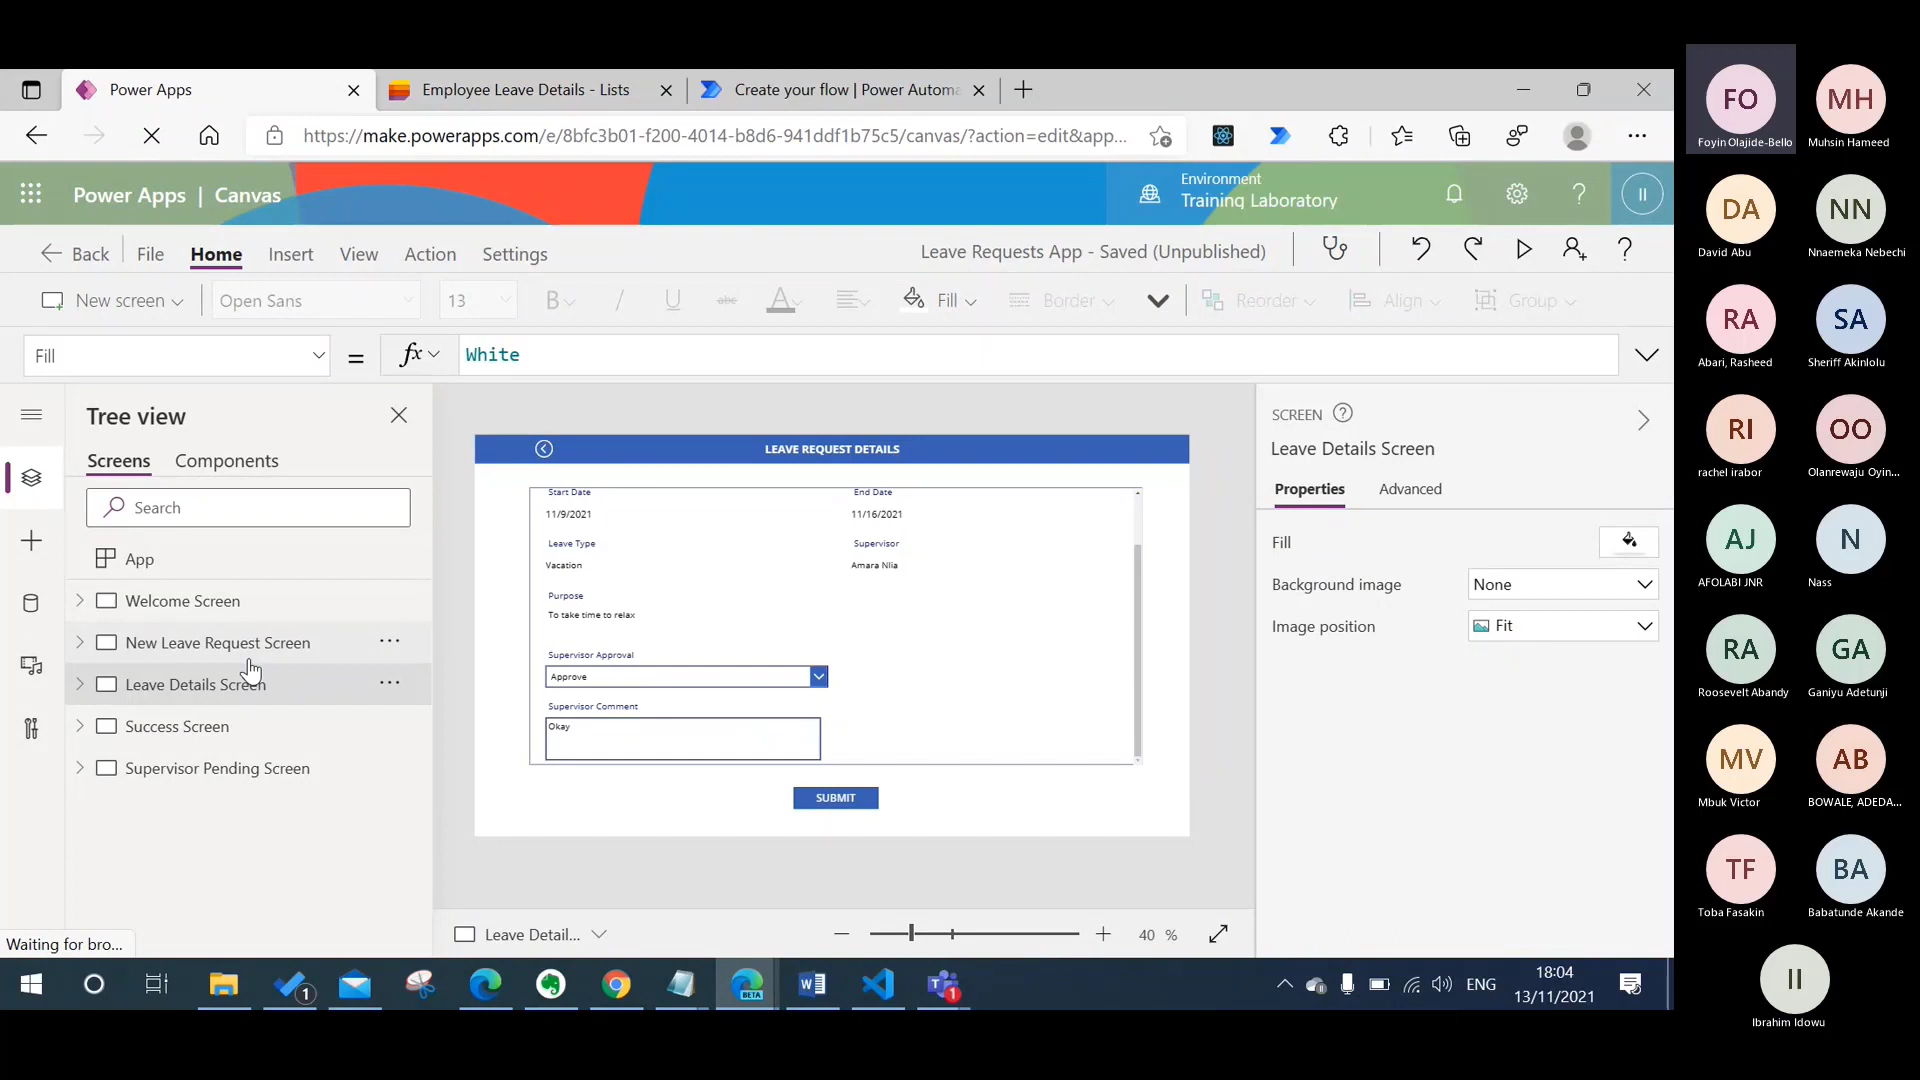 Power Apps
Employee Leave Details - Lists
Create your flow | Power Automa
https://make.powerapps.com/e/8bfc3b01-f200-4014-b8d6-941ddf1b75c5/canvas/?action=edit&app...
Power Apps | Canvas
Environment
Training Laboratory
II
Back
File
Home
Insert
View
Action
Settings
Leave Requests App - Saved (Unpublished)
New screen
Open Sans
13
B
/
U
abc
A
Fill
Border
Reorder
Align
Group
Fill
=
fx
White
Tree view
Screens
Components
Search
App
Welcome Screen
New Leave Request Screen
Leave Details Screen
Success Screen
Supervisor Pending Screen
LEAVE REQUEST DETAILS
Start Date
End Date
11/9/2021
11/16/2021
Leave Type
Supervisor
Vacation
Amara Nlia
Purpose
To take time to relax
Supervisor Approval
Approve
Supervisor Comment
Okay
SUBMIT
SCREEN
Leave Details Screen
Properties
Advanced
Fill
Background image
None
Image position
Fit
Leave Detail...
40 %
Waiting for bro...
1
BETA
1
ENG
18:04
13/11/2021
FO
Foyin Olajide-Bello
MH
Muhsin Hameed
DA
David Abu
NN
Nnaemeka Nebechi
RA
Abari, Rasheed
SA
Sheriff Akinlolu
RI
rachel irabor
OO
Olanrewaju Oyin...
AJ
AFOLABI JNR
N
Nass
RA
Roosevelt Abandy
GA
Ganiyu Adetunji
MV
Mbuk Victor
AB
BOWALE, ADEDA...
TF
Toba Fasakin
BA
Babatunde Akande
II
Ibrahim Idowu